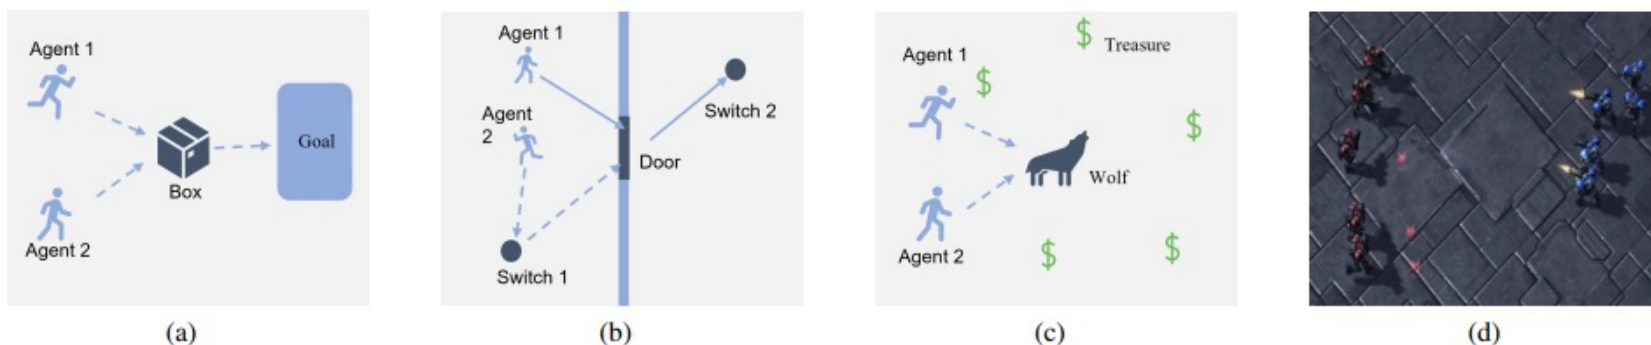 Agent 1
Agent 2
Box
Goal
(a)
Agent 1
Agent
2
Switch 1
Door
Switch 2
(b)
Agent 1
Agent 2
$
$ Treasure
$
Wolf
$
$
(c)
(d)